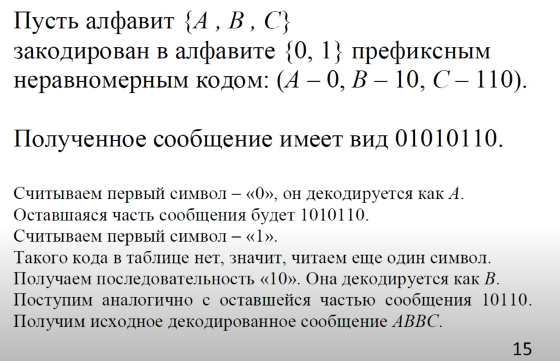 Пусть алфавит {A , B , C}
закодирован в алфавите {0, 1} префиксным
неравномерным кодом: (A – 0, B – 10, C – 110).
Полученное сообщение имеет вид 01010110.
Считываем первый символ – «0», он декодируется как A.
Оставшаяся часть сообщения будет 1010110.
Считываем первый символ – «1».
Такого кода в таблице нет, значит, читаем еще один символ.
Получаем последовательность «10». Она декодируется как B.
Поступим аналогично с оставшейся частью сообщения 10110.
Получим исходное декодированное сообщение ABBC.
15